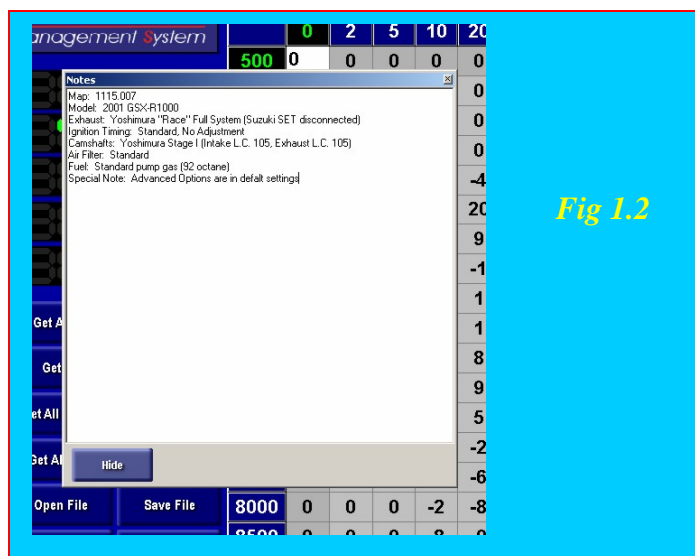 anagement System
0 2 5 10 20
500 0 0 0 0 0
Notes
Map: 1115.007
Model: 2001 GSX-R1000
Exhaust: Yoshimura "Race" Full System (Suzuki SET disconnected)
Ignition Timing: Standard, No Adjustment
Camshafts: Yoshimura Stage I (Intake L.C. 105, Exhaust L.C. 105)
Air Filter: Standard
Fuel: Standard pump gas (92 octane)
Special Note: Advanced Options are in defalt settings
0
0
0
-4
20
9
-1
1
Get A
1
Get
8
9
et All
5
-2
Get Al
Hide
-6
Open File Save File 8000 0 0 0 -2 -8
Fig 1.2